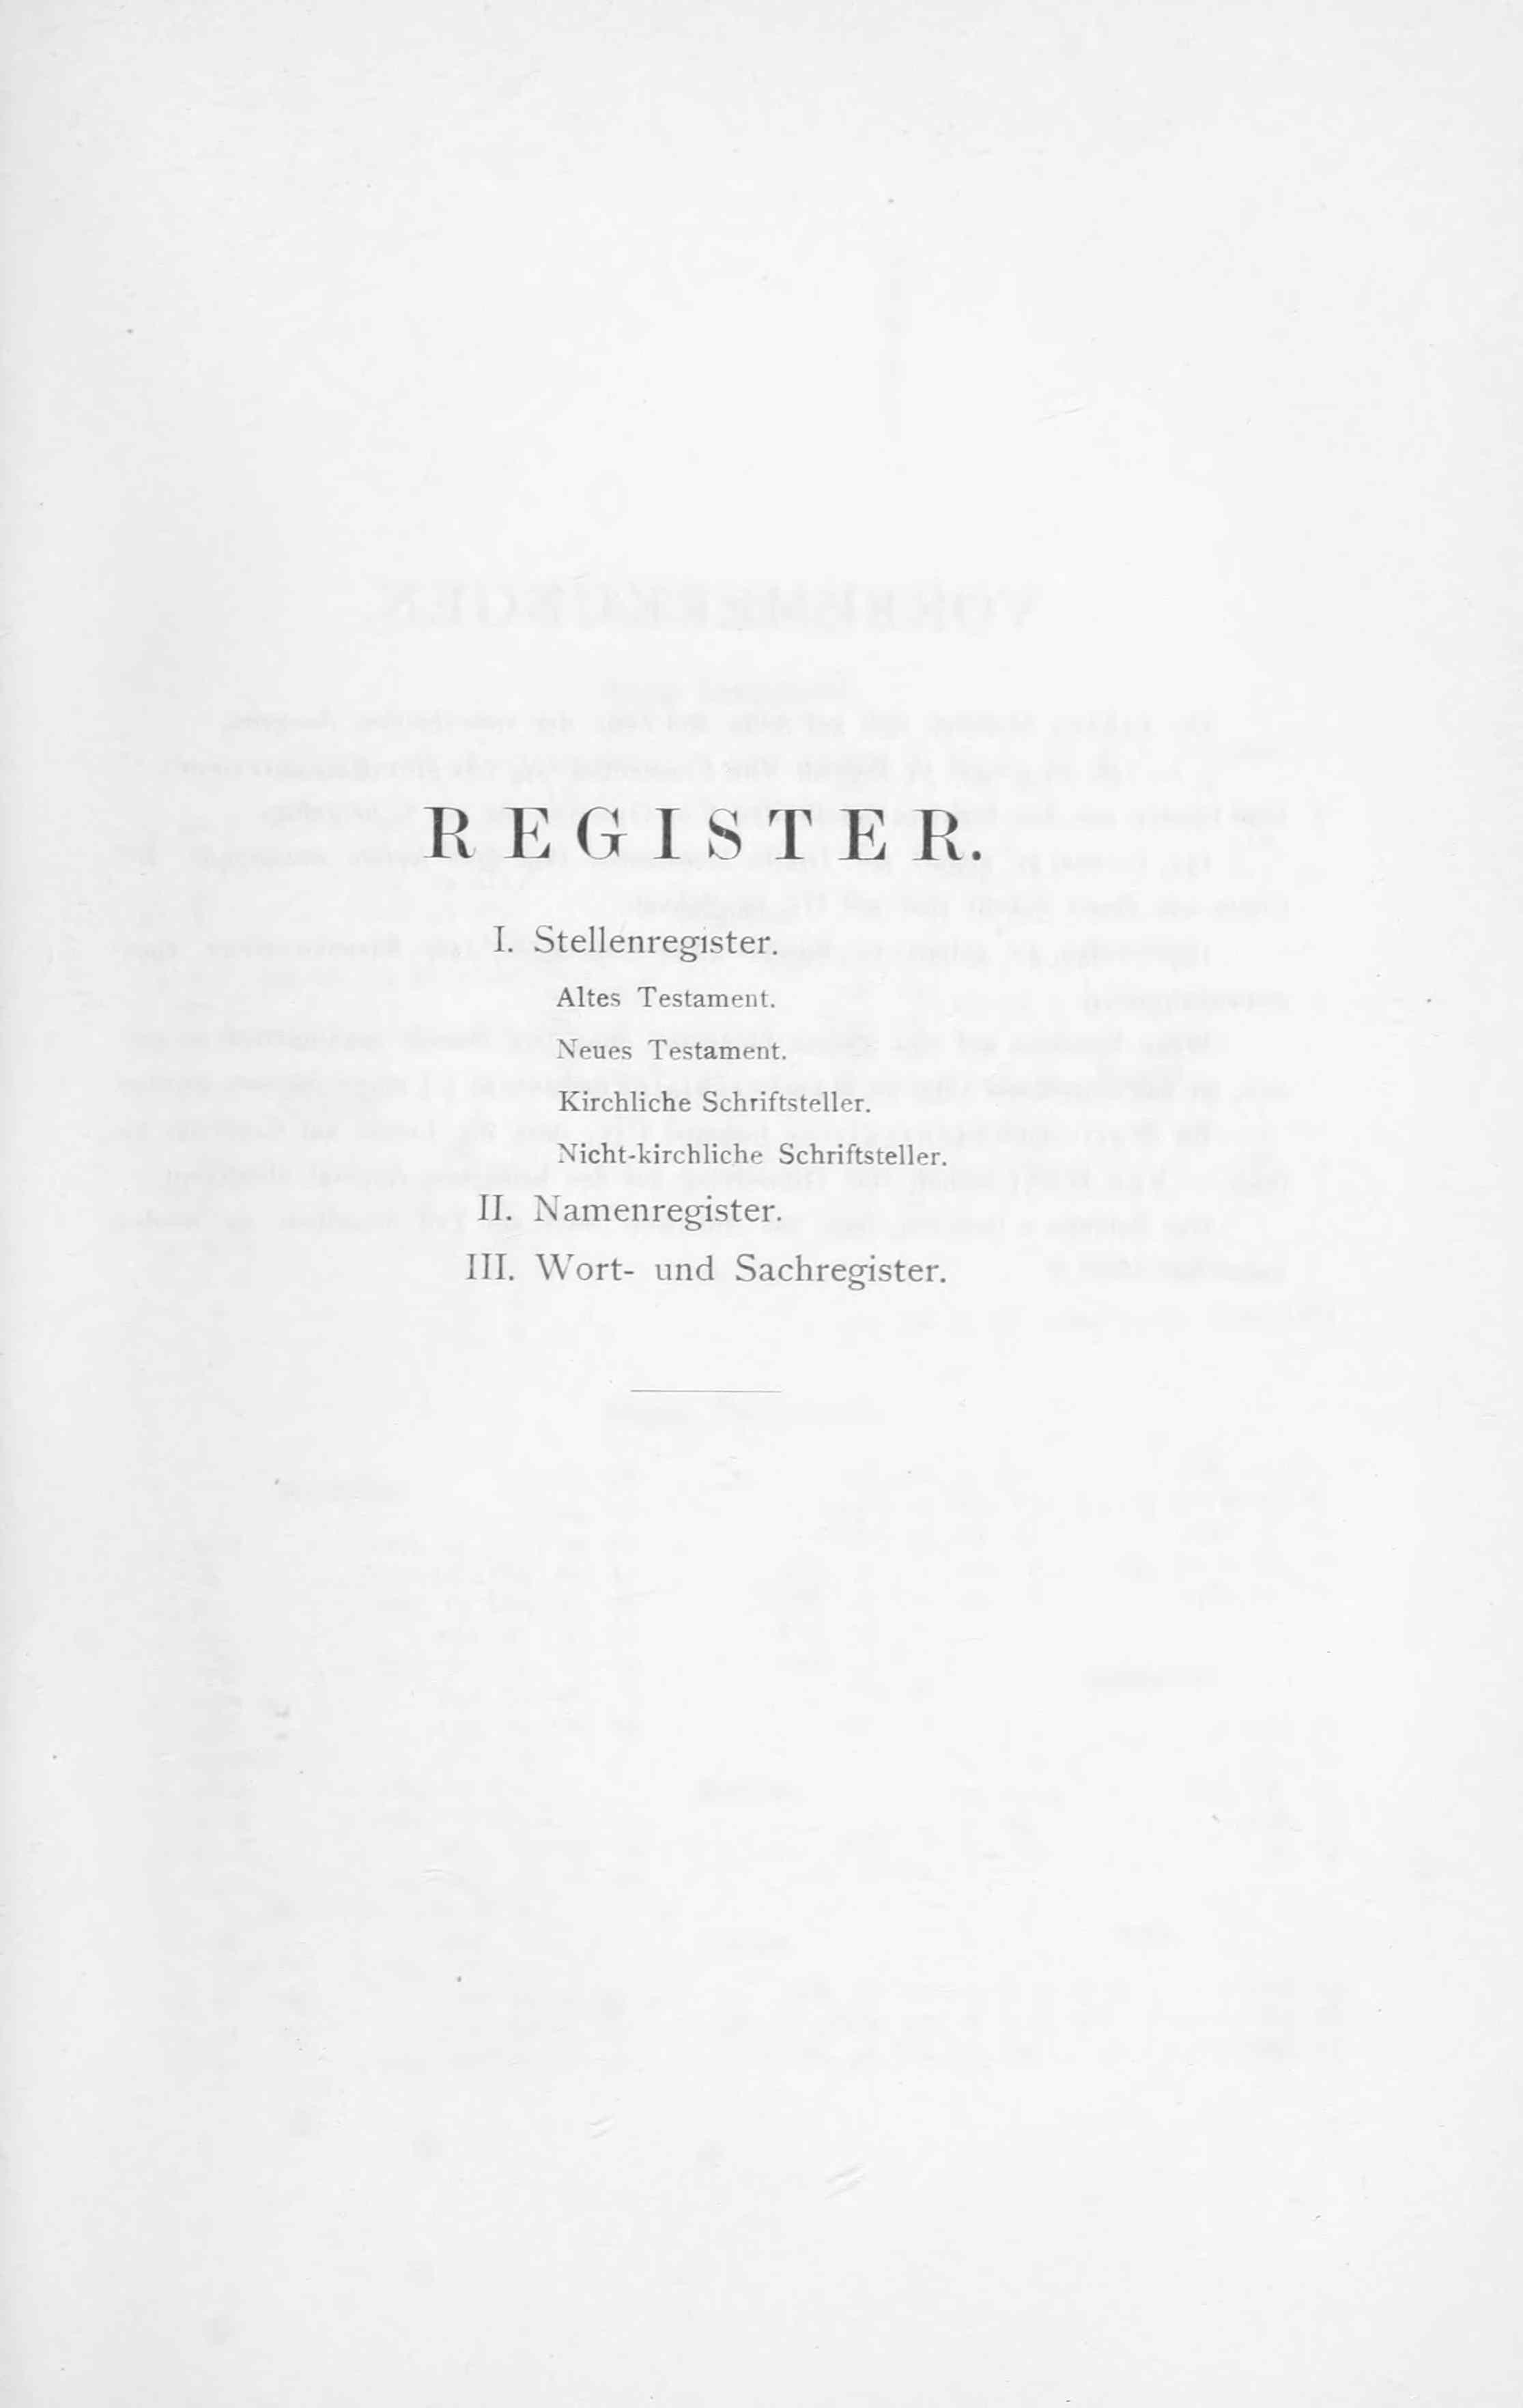 REGISTER.
I. Stellenregister.
Altes Testament.
Neues Testament.
Kirchliche Schriftsteller.
Nicht-kirchliche Schriftsteller.
II. Namenregister.
III. Wort- und Sachregister.